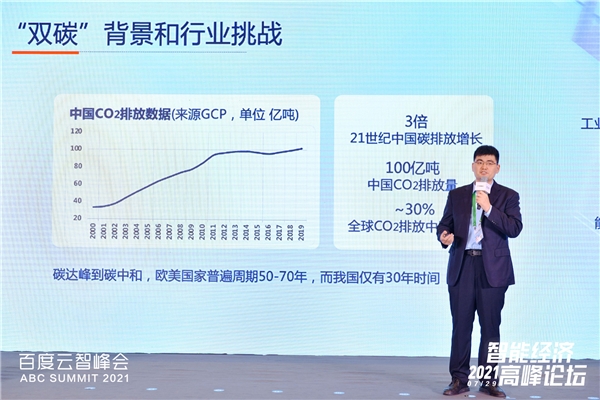 “双碳”背景和行业挑战
中国CO2排放数据(来源GCP，单位 亿吨)
120
100
80
60
40
20
2000 2001 2002 2003 2004 2005 2006 2007 2008 2009 2010 2011 2012 2013 2014 2015 2016 2017 2018 2019
3倍
21世纪中国碳排放增长
100亿吨
中国CO2排放量
~30%
全球CO2排放中
工业
能
碳达峰到碳中和，欧美国家普遍周期50-70年，而我国仅有30年时间
百度云智峰会
ABC SUMMIT 2021
智能经济
2021高峰论坛
07/29